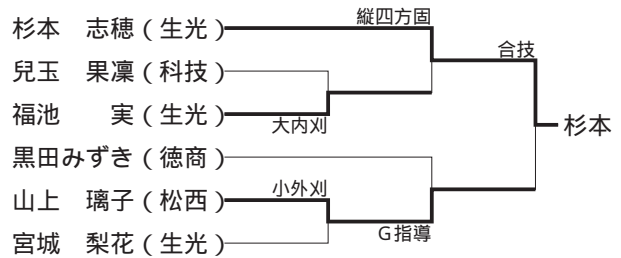 杉本　志穂（生光）
兒玉　果凜（科技）
福池　　実（生光）
黒田みずき（徳商）
山上　璃子（松西）
宮城　梨花（生光）
大内刈
小外刈
縦四方固
G指導
合技
杉本